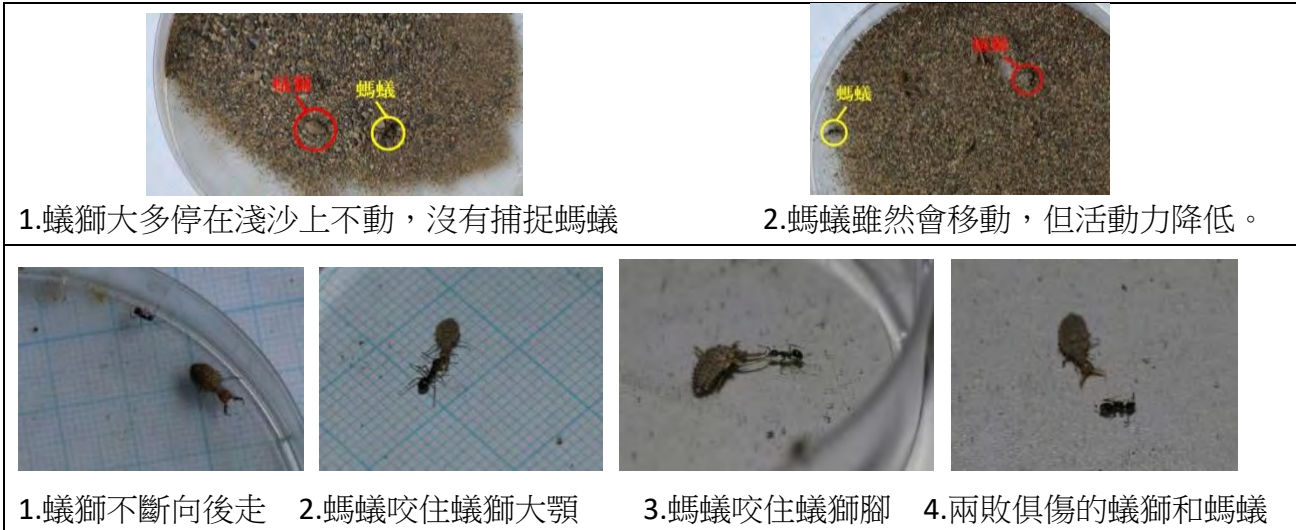 蟻獅
螞蟻
蟻獅
螞蟻
1.蟻獅大多停在淺沙上不動，沒有捕捉螞蟻
2.螞蟻雖然會移動，但活動力降低。
1.蟻獅不斷向後走
2.螞蟻咬住蟻獅大顎
3.螞蟻咬住蟻獅腳
4.兩敗俱傷的蟻獅和螞蟻